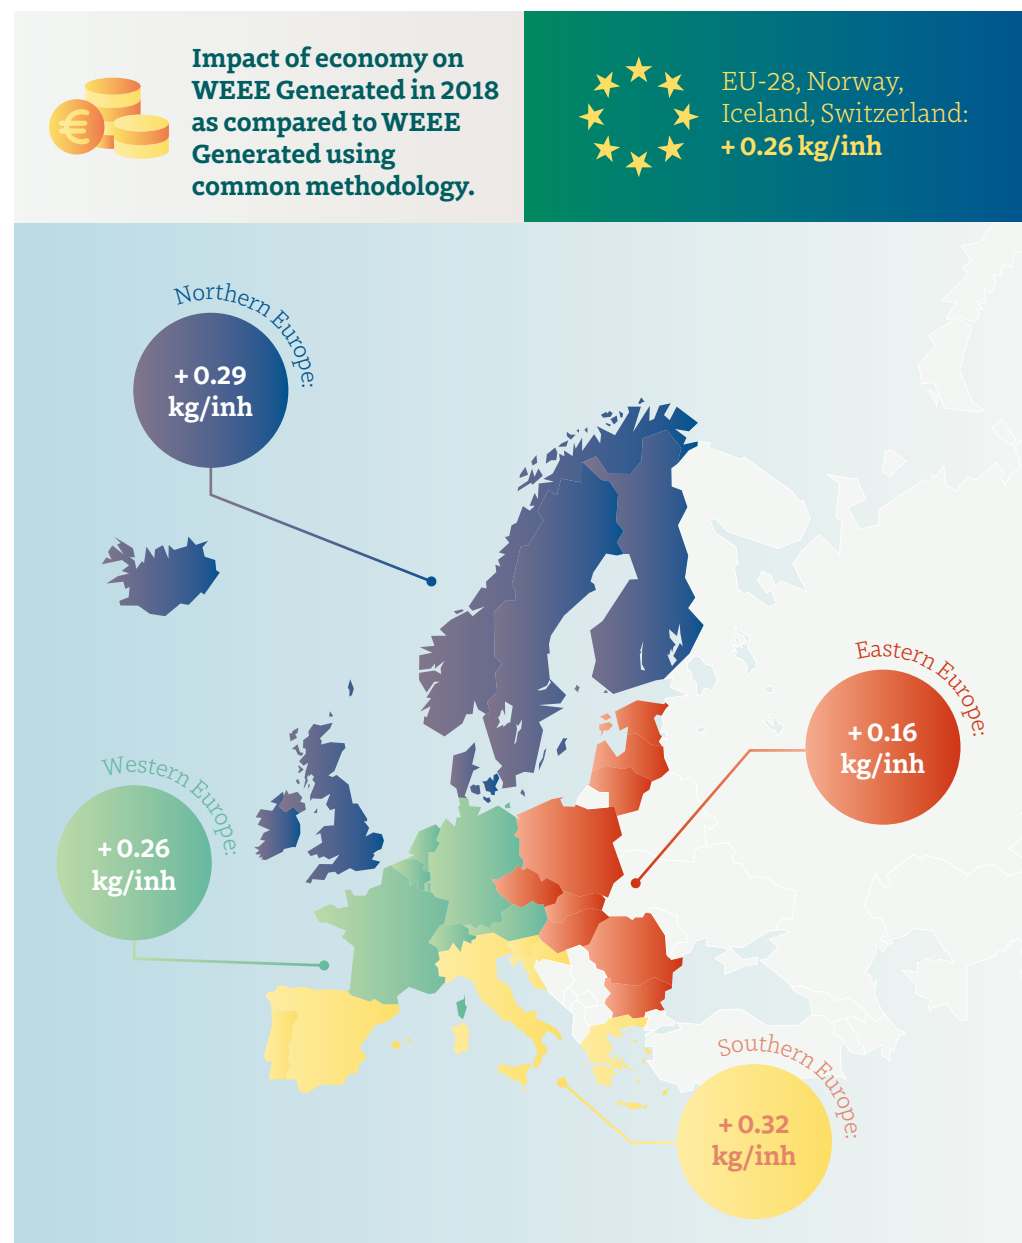 Impact of economy on
WEEE Generated in 2018
as compared to WEEE
Generated using
common methodology.
EU-28, Norway,
Iceland, Switzerland:
+ 0.26 kg/inh
Northern Europe:
+ 0.29
kg/inh
Eastern Europe:
+ 0.16
kg/inh
Western Europe:
+ 0.26
kg/inh
Southern Europe:
+ 0.32
kg/inh